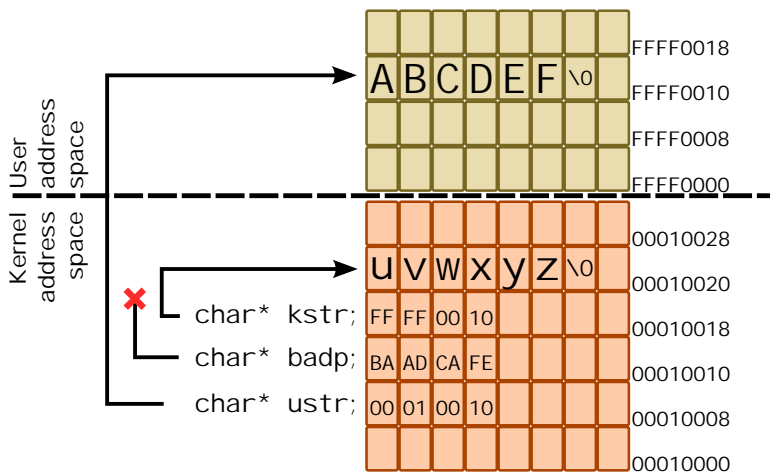 FFFF0018
A B C D E F \0
FFFF0010
FFFF0008
FFFF0000
User
address
space
Kernel
address
space
00010028
u v w x y z \0
00010020
char* kstr; FF FF 00 10
00010018
char* badp; BA AD CA FE
00010010
char* ustr; 00 01 00 10
00010008
00010000